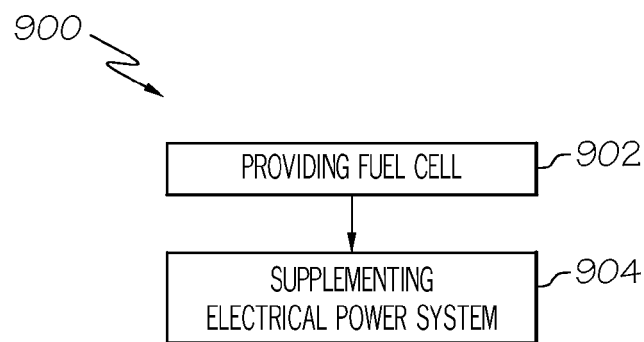 900
PROVIDING FUEL CELL
902
SUPPLEMENTING
ELECTRICAL POWER SYSTEM
904